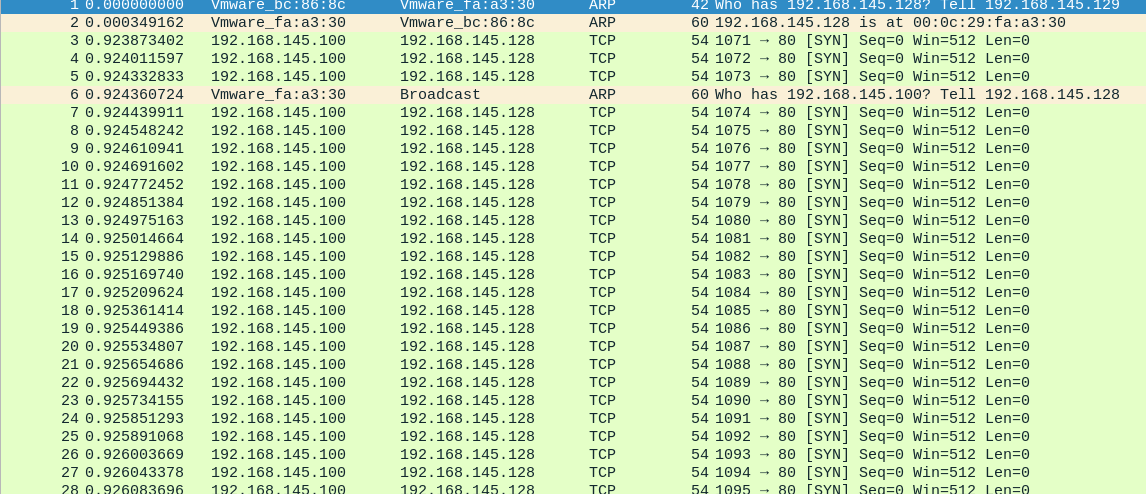 1 0.000000000 Vmware_bc:86:8c Vmware_fa:a3:30 ARP 42 Who has 192.168.145.128? Tell 192.168.145.129
2 0.000349162 Vmware_fa:a3:30 Vmware_bc:86:8c ARP 60 192.168.145.128 is at 00:0c:29:fa:a3:30
3 0.923873402 192.168.145.100 192.168.145.128 TCP 54 1071 → 80 [SYN] Seq=0 Win=512 Len=0
4 0.924011597 192.168.145.100 192.168.145.128 TCP 54 1072 → 80 [SYN] Seq=0 Win=512 Len=0
5 0.924332833 192.168.145.100 192.168.145.128 TCP 54 1073 → 80 [SYN] Seq=0 Win=512 Len=0
6 0.924360724 Vmware_fa:a3:30 Broadcast ARP 60 Who has 192.168.145.100? Tell 192.168.145.128
7 0.924439911 192.168.145.100 192.168.145.128 TCP 54 1074 → 80 [SYN] Seq=0 Win=512 Len=0
8 0.924548242 192.168.145.100 192.168.145.128 TCP 54 1075 → 80 [SYN] Seq=0 Win=512 Len=0
9 0.924610941 192.168.145.100 192.168.145.128 TCP 54 1076 → 80 [SYN] Seq=0 Win=512 Len=0
10 0.924691602 192.168.145.100 192.168.145.128 TCP 54 1077 → 80 [SYN] Seq=0 Win=512 Len=0
11 0.924772452 192.168.145.100 192.168.145.128 TCP 54 1078 → 80 [SYN] Seq=0 Win=512 Len=0
12 0.924851384 192.168.145.100 192.168.145.128 TCP 54 1079 → 80 [SYN] Seq=0 Win=512 Len=0
13 0.924975163 192.168.145.100 192.168.145.128 TCP 54 1080 → 80 [SYN] Seq=0 Win=512 Len=0
14 0.925014664 192.168.145.100 192.168.145.128 TCP 54 1081 → 80 [SYN] Seq=0 Win=512 Len=0
15 0.925129886 192.168.145.100 192.168.145.128 TCP 54 1082 → 80 [SYN] Seq=0 Win=512 Len=0
16 0.925169740 192.168.145.100 192.168.145.128 TCP 54 1083 → 80 [SYN] Seq=0 Win=512 Len=0
17 0.925209624 192.168.145.100 192.168.145.128 TCP 54 1084 → 80 [SYN] Seq=0 Win=512 Len=0
18 0.925361414 192.168.145.100 192.168.145.128 TCP 54 1085 → 80 [SYN] Seq=0 Win=512 Len=0
19 0.925449386 192.168.145.100 192.168.145.128 TCP 54 1086 → 80 [SYN] Seq=0 Win=512 Len=0
20 0.925534807 192.168.145.100 192.168.145.128 TCP 54 1087 → 80 [SYN] Seq=0 Win=512 Len=0
21 0.925654686 192.168.145.100 192.168.145.128 TCP 54 1088 → 80 [SYN] Seq=0 Win=512 Len=0
22 0.925694432 192.168.145.100 192.168.145.128 TCP 54 1089 → 80 [SYN] Seq=0 Win=512 Len=0
23 0.925734155 192.168.145.100 192.168.145.128 TCP 54 1090 → 80 [SYN] Seq=0 Win=512 Len=0
24 0.925851293 192.168.145.100 192.168.145.128 TCP 54 1091 → 80 [SYN] Seq=0 Win=512 Len=0
25 0.925891068 192.168.145.100 192.168.145.128 TCP 54 1092 → 80 [SYN] Seq=0 Win=512 Len=0
26 0.926003669 192.168.145.100 192.168.145.128 TCP 54 1093 → 80 [SYN] Seq=0 Win=512 Len=0
27 0.926043378 192.168.145.100 192.168.145.128 TCP 54 1094 → 80 [SYN] Seq=0 Win=512 Len=0
28 0.926083696 192.168.145.100 192.168.145.128 TCP 54 1095 → 80 [SYN] Seq=0 Win=512 Len=0